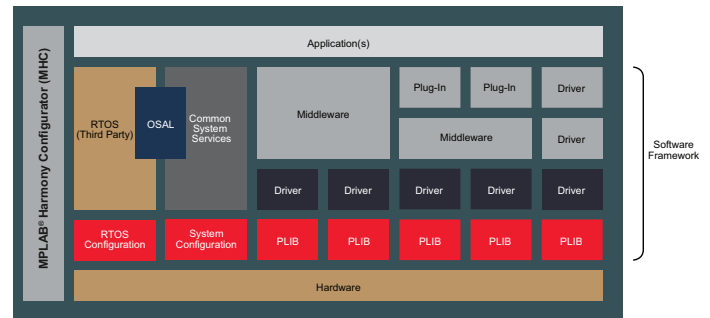 MPLAB® Harmony Configurator (MHC)
Application(s)
RTOS
(Third Party)
OSAL
Common
System
Services
Middleware
Plug-In
Plug-In
Driver
Middleware
Driver
Driver
Driver
Driver
Driver
Driver
RTOS
Configuration
System
Configuration
PLIB
PLIB
PLIB
PLIB
PLIB
Hardware
Software
Framework